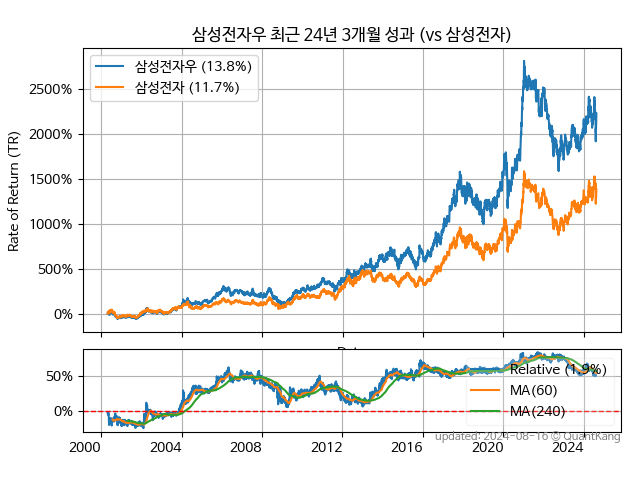 삼성전자우 최근 24년 3개월 성과 (vs 삼성전자)
삼성전자우 (13.8%)
삼성전자 (11.7%)
Rate of Return (TR)
2500%
2000%
1500%
1000%
500%
0%
50%
0%
Relative (1.9%)
MA(60)
MA(240)
2000 2004 2008 2012 2016 2020 2024
updated: 2024-08-16 © QuantKang